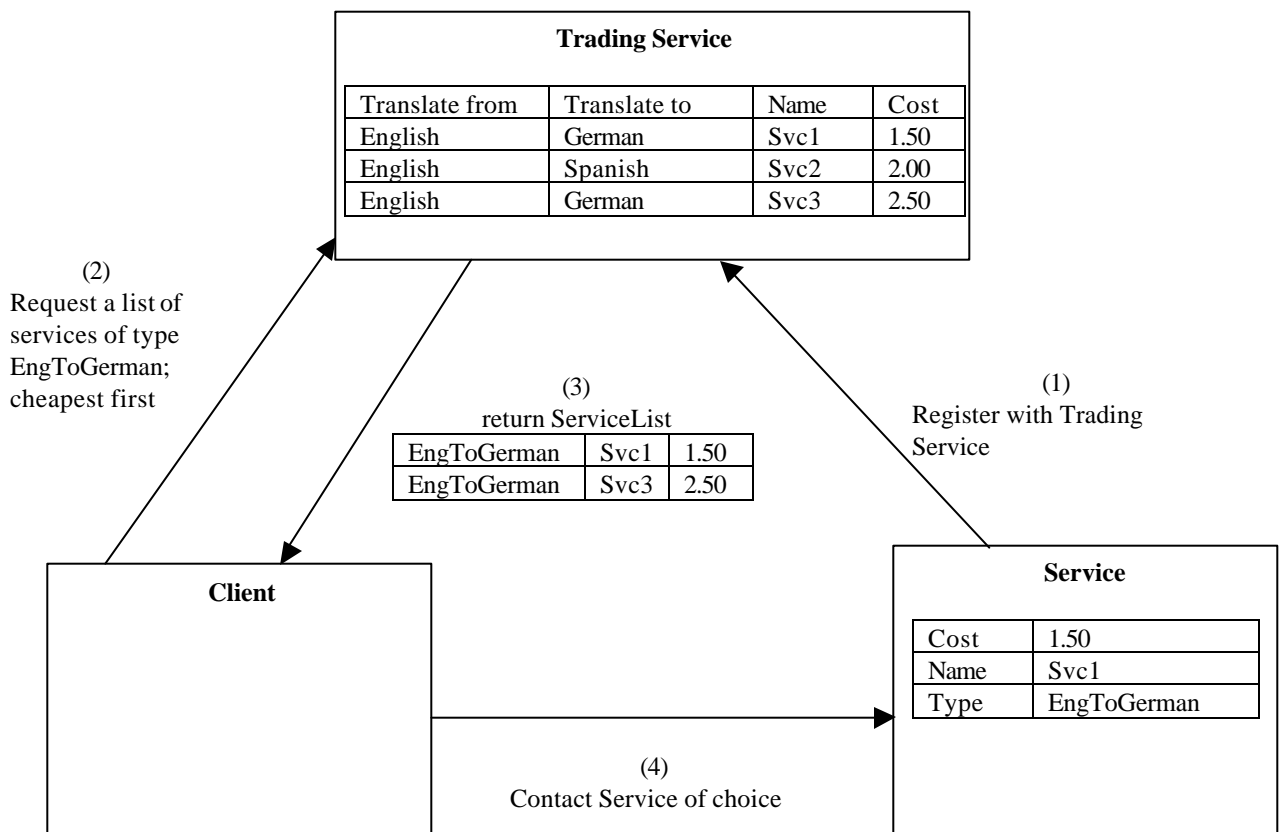 Trading Service
Translate from Translate to Name Cost
English German Svc1 1.50
English Spanish Svc2 2.00
English German Svc3 2.50
(2)
Request a list of
services of type
EngToGerman;
cheapest first
(3)
return ServiceList
EngToGerman Svc1 1.50
EngToGerman Svc3 2.50
(1)
Register with Trading
Service
Client
Service
Cost 1.50
Name Svc1
Type EngToGerman
(4)
Contact Service of choice